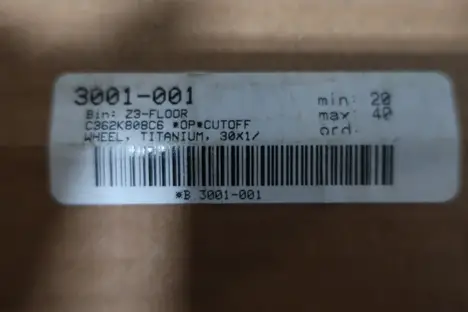 3001-001
min: 20
Bin: Z3-FLOOR
max: 40
C362K808C6 *OP*CUTOFF
ord:
WHEEL, TITANIUM, 30X1/
*B 3001-001